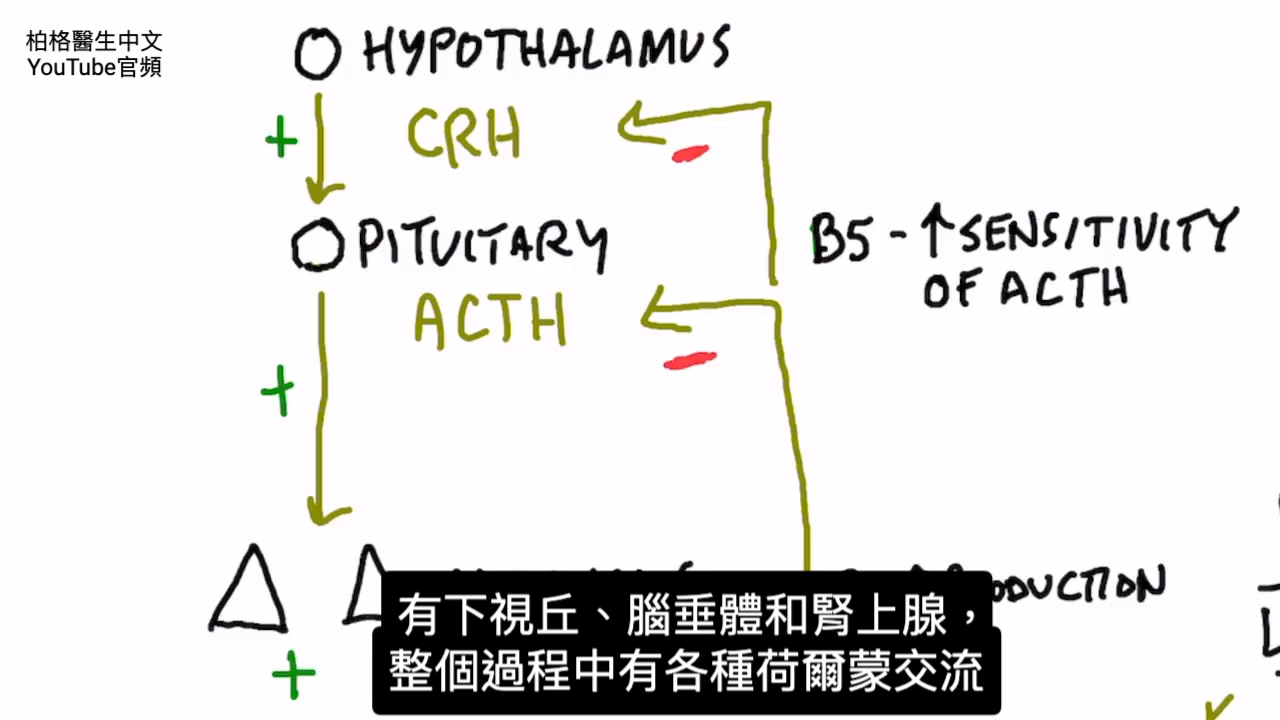 柏格醫生中文
YouTube官頻
HYPOTHALAMUS
+
CRH
-
PITUITARY
B5 - ↑ SENSITIVITY
OF ACTH
ACTH
-
+
有下視丘、腦垂體和腎上腺，
整個過程中有各種荷爾蒙交流
+